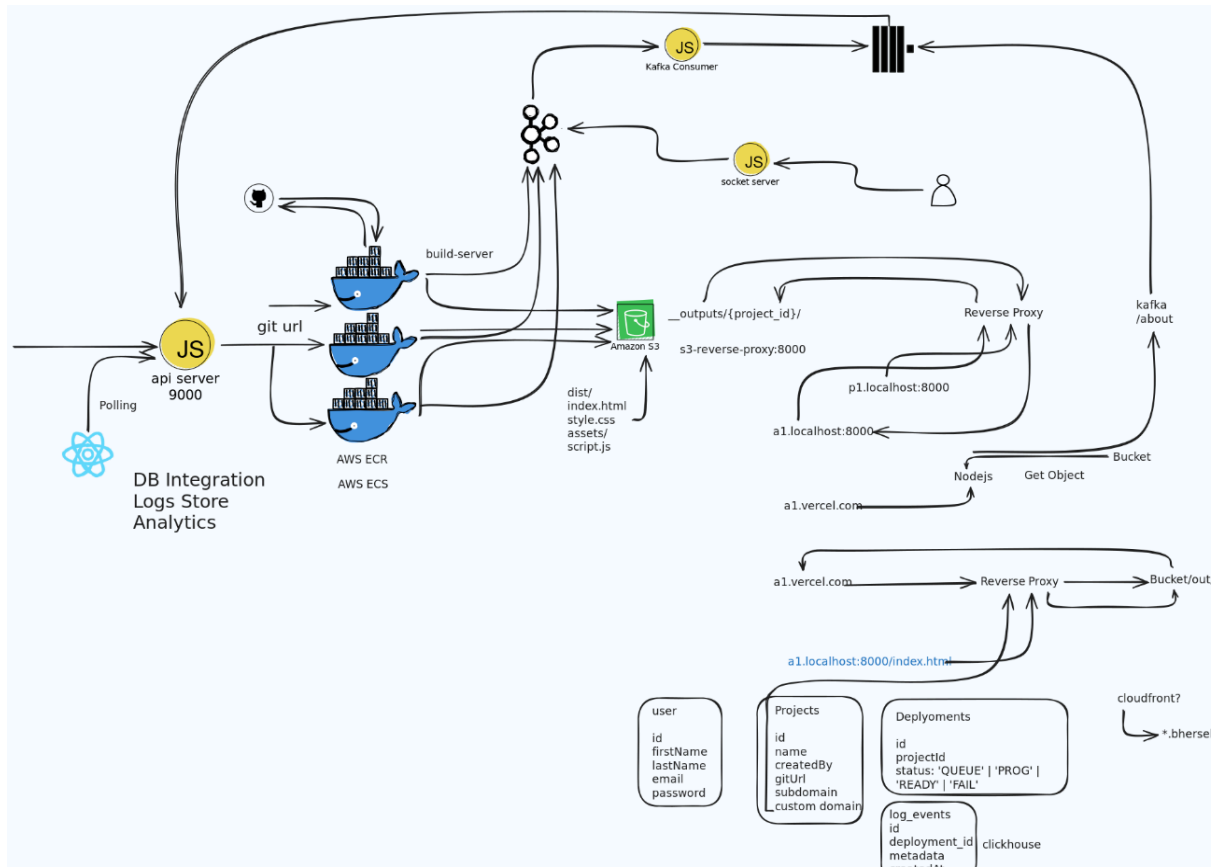 JS
Kafka Consumer
JS
socket server
build-server
git url
JS
api server
9000
Polling
DB Integration
Logs Store
Analytics
AWS ECR
AWS ECS
Amazon S3
__outputs/{project_id}/
s3-reverse-proxy:8000
dist/
index.html
style.css
assets/
script.js
Reverse Proxy
p1.localhost:8000
a1.localhost:8000
kafka
/about
Bucket
Nodejs
Get Object
a1.vercel.com
a1.vercel.com
Reverse Proxy
Bucket/out
a1.localhost:8000/index.html
user
id
firstName
lastName
email
password
Projects
id
name
createdBy
gitUrl
subdomain
custom domain
Deplyoments
id
projectId
status: 'QUEUE' | 'PROG' |
'READY' | 'FAIL'
log_events
id
deployment_id
metadata
clickhouse
cloudfront?
*.bhersel